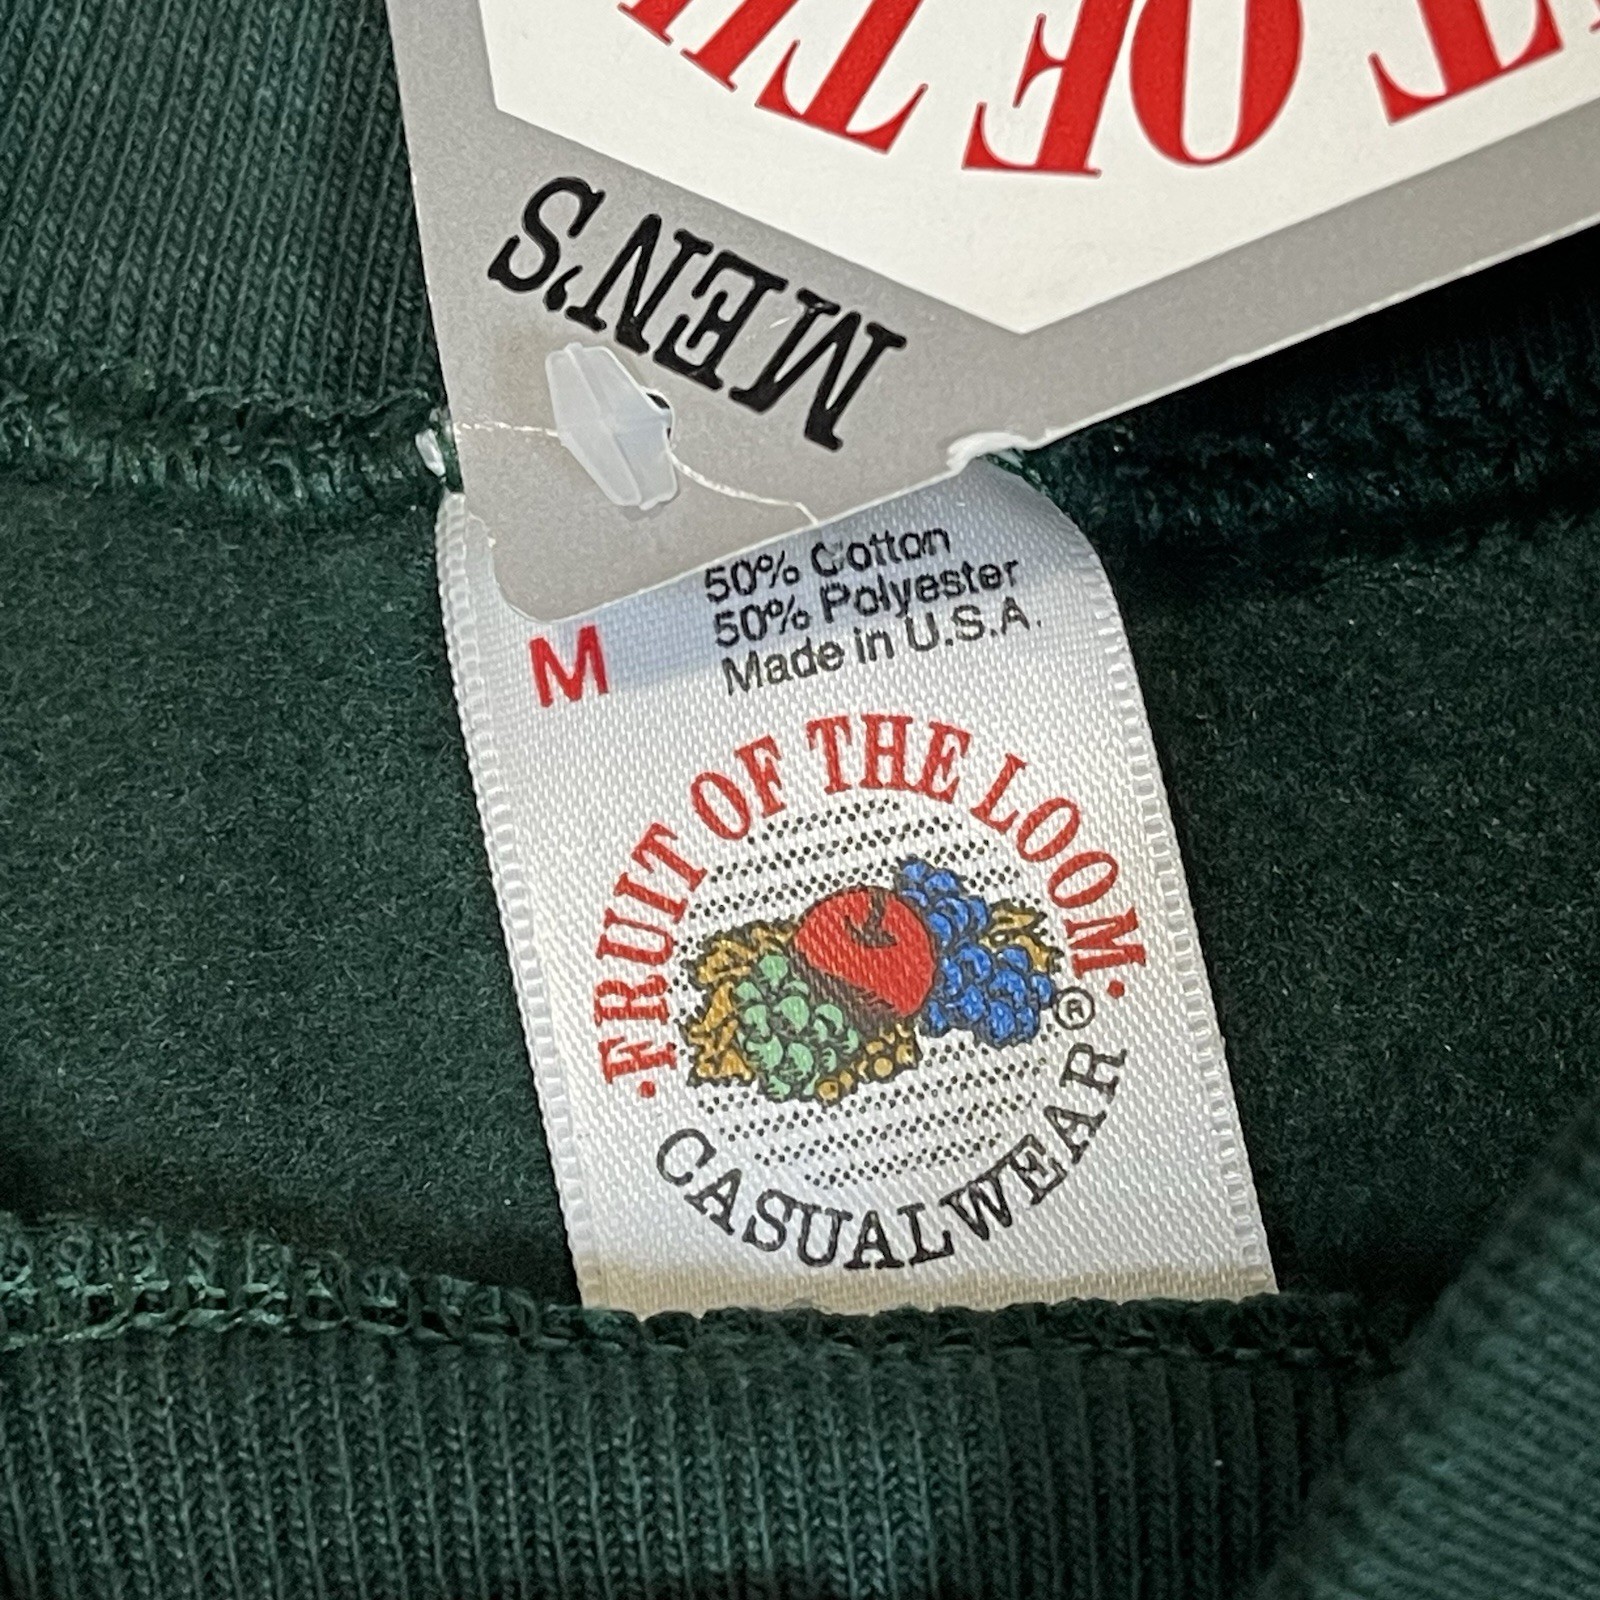 T OF TH
MEN'S
50% Cotton
50% Polyester
M
Made in U.S.A.
·FRUIT OF THE LOOM·
®
CASUALWEAR